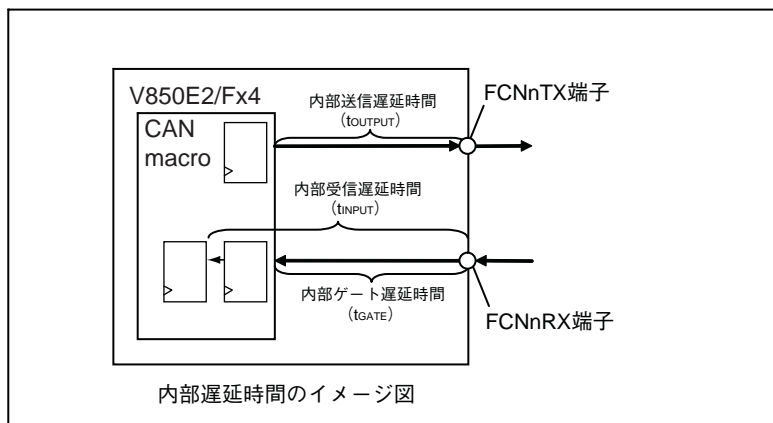 V850E2/Fx4
CAN
macro
内部送信遅延時間
（tOUTPUT）
FCNnTX端子
内部受信遅延時間
（tINPUT）
内部ゲート遅延時間
（tGATE）
FCNnRX端子
内部遅延時間のイメージ図